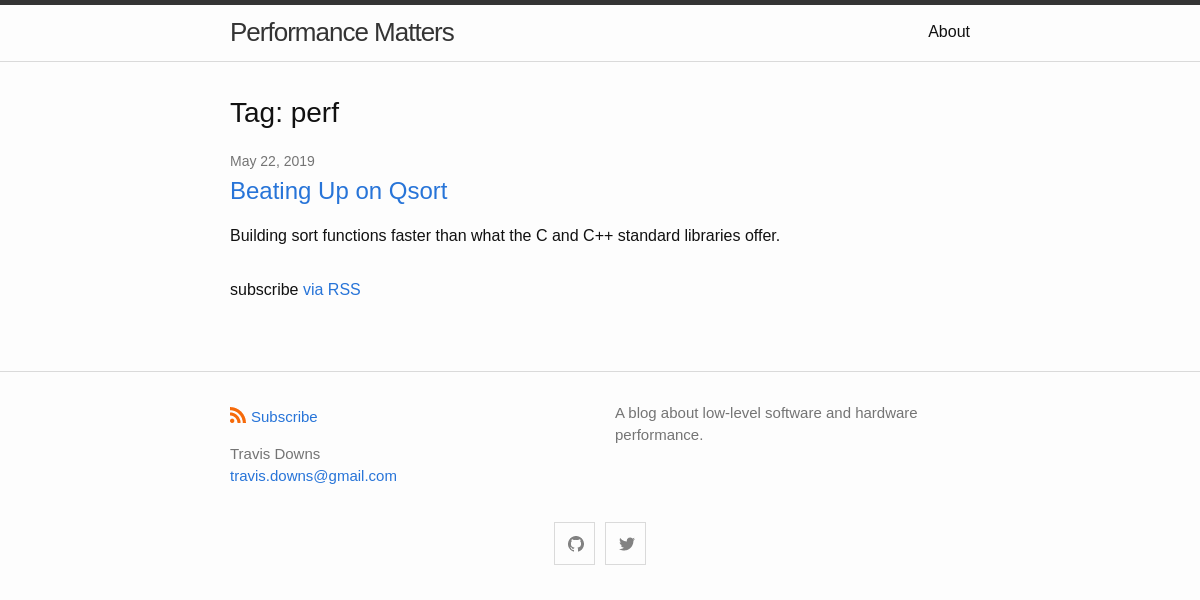 Performance Matters
About
Tag: perf
May 22, 2019
Beating Up on Qsort
Building sort functions faster than what the C and C++ standard libraries offer.
subscribe via RSS
Subscribe
Travis Downs
travis.downs@gmail.com
A blog about low-level software and hardware
performance.